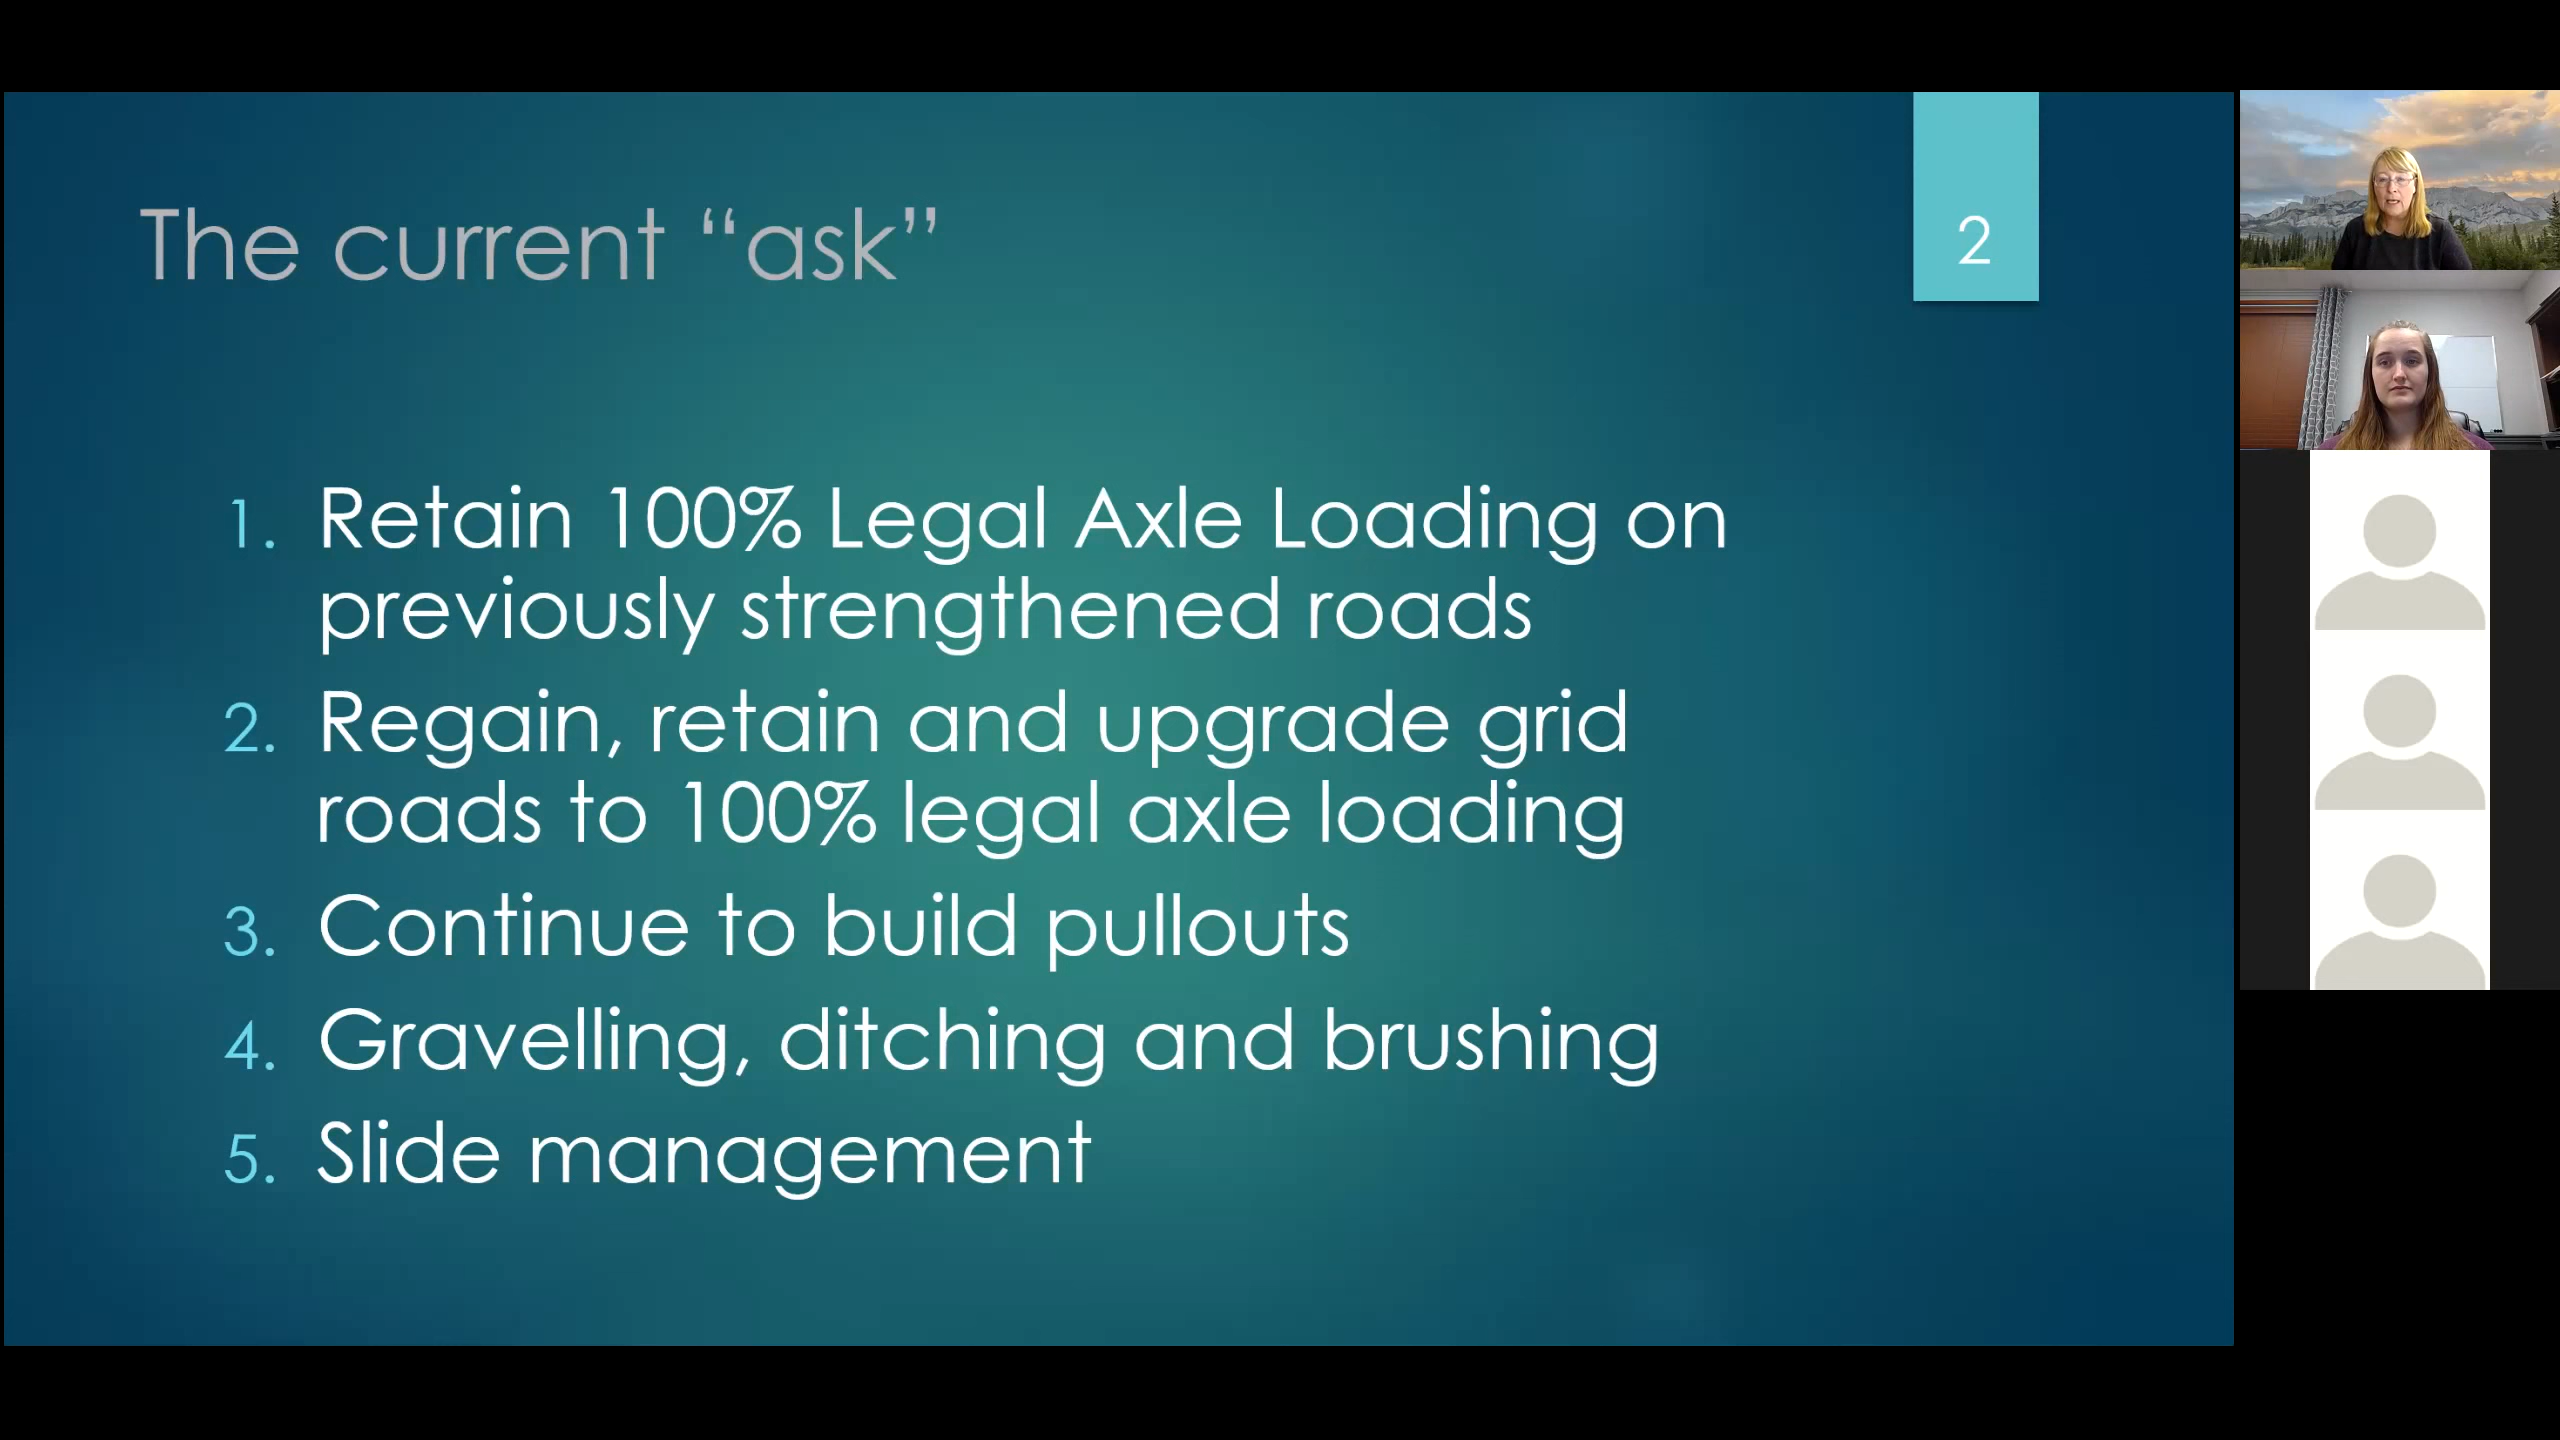 The current “ask”
2
1. Retain 100% Legal Axle Loading on
previously strengthened roads
2. Regain, retain and upgrade grid
roads to 100% legal axle loading
3. Continue to build pullouts
4. Gravelling, ditching and brushing
5. Slide management